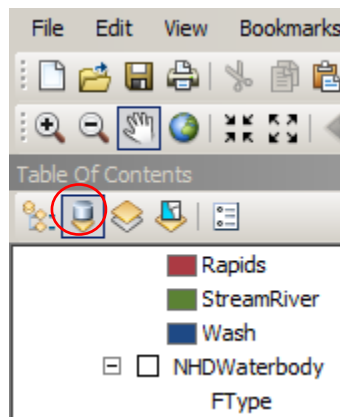 File Edit View Bookmarks
Table Of Contents
Rapids
StreamRiver
Wash
NHDWaterbody
FType